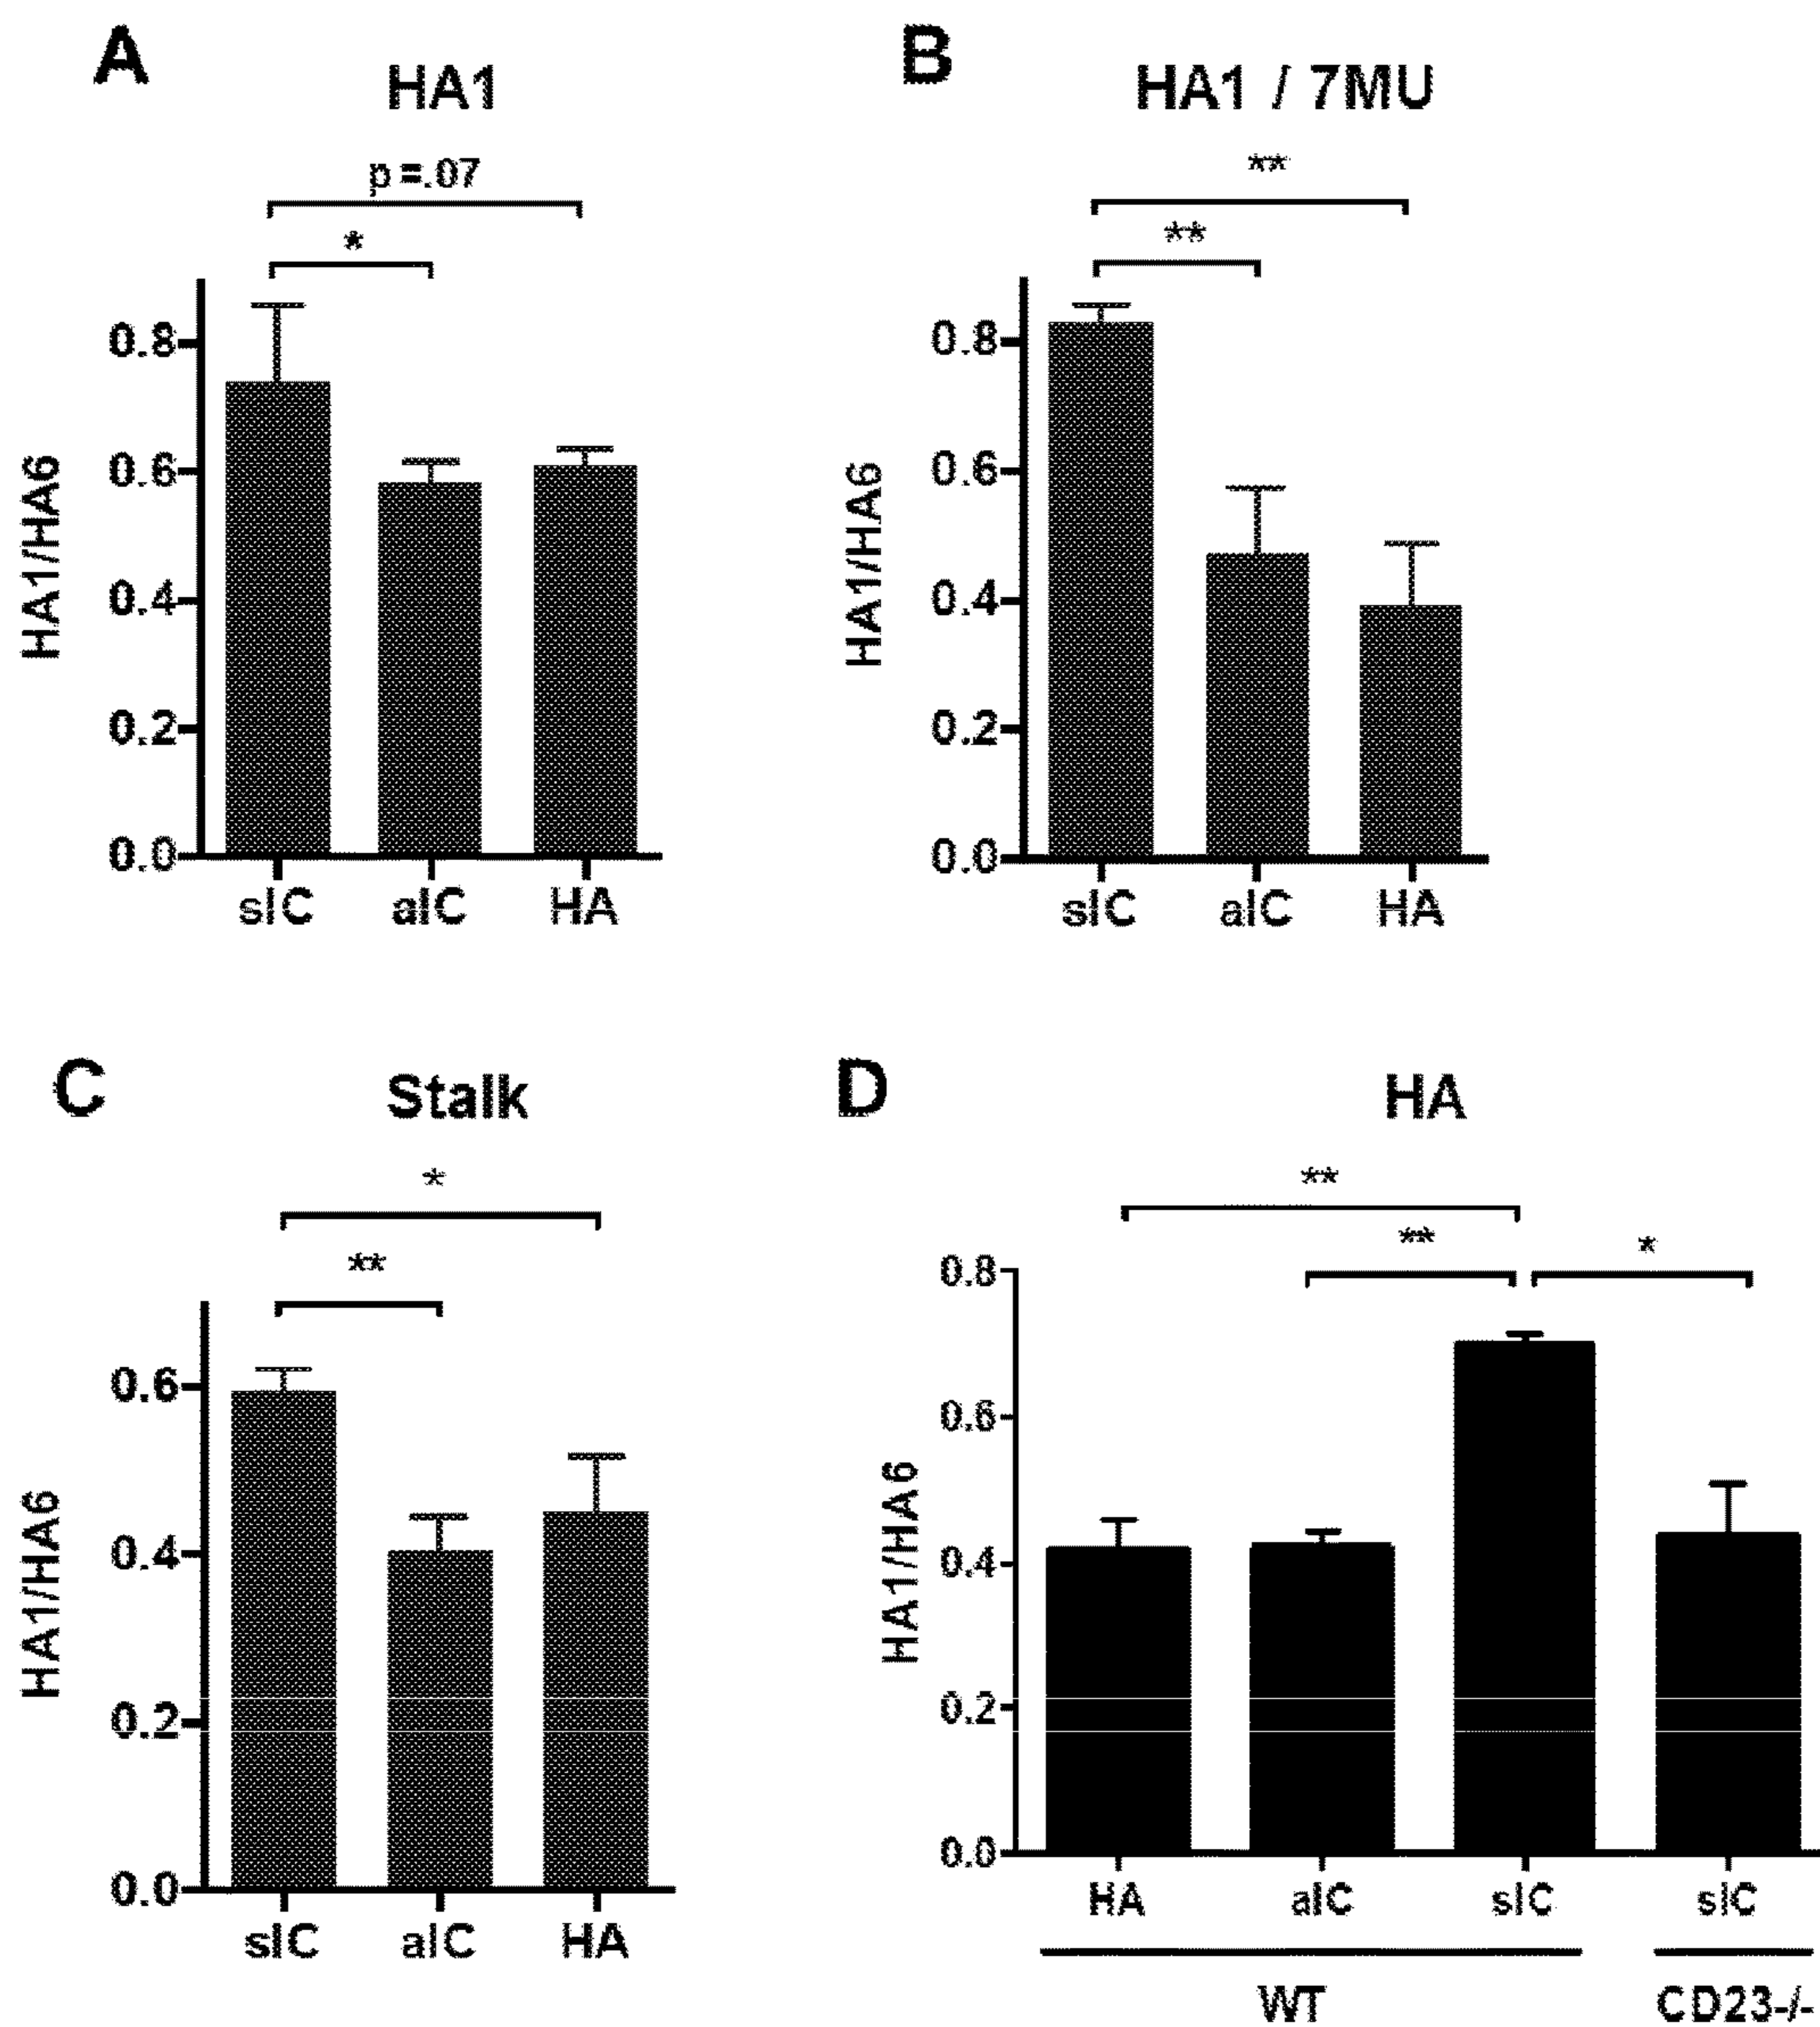 A
HA1
p =.07
*
HA1/HA6
0.8
0.6
0.4
0.2
0.0
sIC aIC HA
B
HA1 / 7MU
**
**
HA1/HA6
0.8
0.6
0.4
0.2
0.0
sIC aIC HA
C
Stalk
*
**
HA1/HA6
0.6
0.4
0.2
0.0
sIC aIC HA
D
HA
**
**
*
HA1/HA6
0.8
0.6
0.4
0.2
0.0
HA aIC sIC sIC
WT CD23-/-